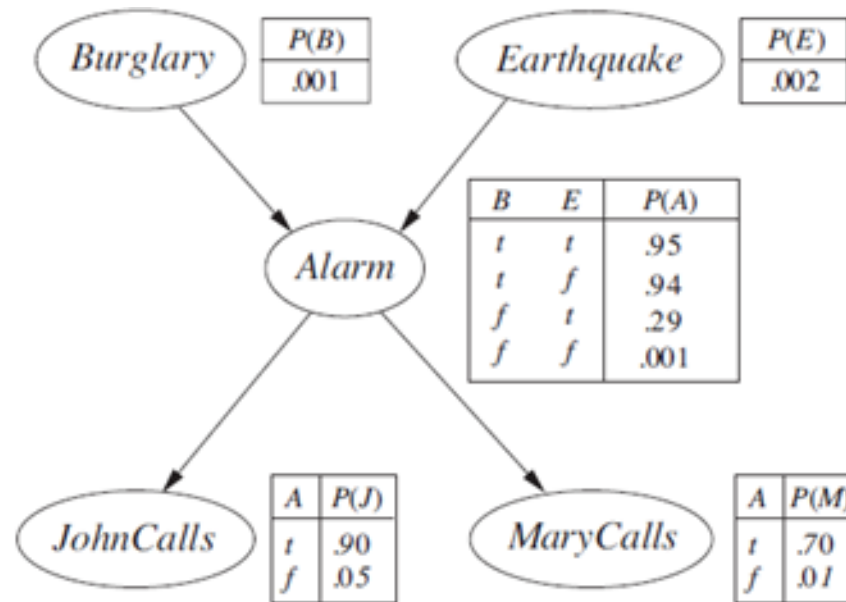 Burglary
P(B)
.001
Earthquake
P(E)
.002
Alarm
B E P(A)
t t .95
t f .94
f t .29
f f .001
JohnCalls
A P(J)
t .90
f .05
MaryCalls
A P(M)
t .70
f .01